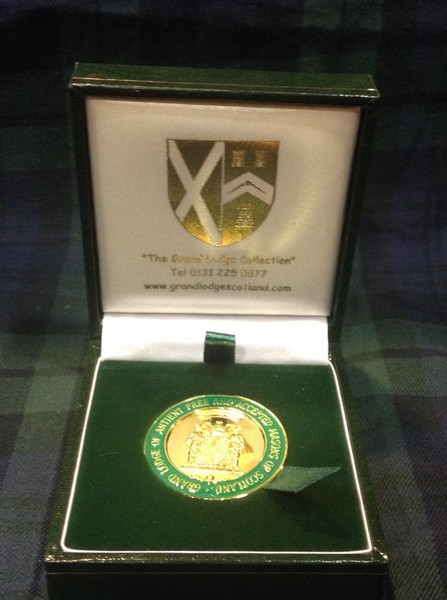 "The Grand Lodge Collection"
Tel 0131 225 0077
www.grandlodgescotland.com
GRAND LODGE OF ANTIENT FREE AND ACCEPTED MASONS OF SCOTLAND